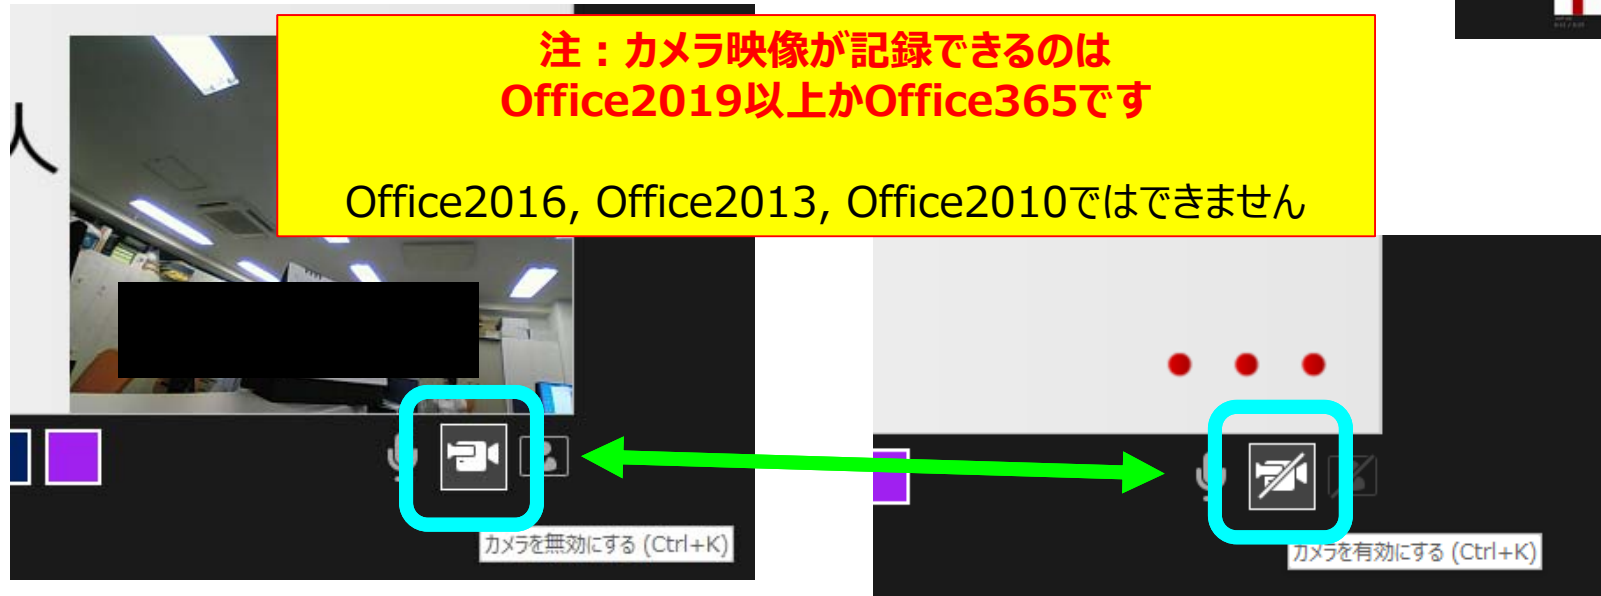 注：カメラ映像が記録できるのは
Office2019以上かOffice365です
Office2016, Office2013, Office2010ではできません
人
カメラを無効にする (Ctrl+K)
カメラを有効にする (Ctrl+K)